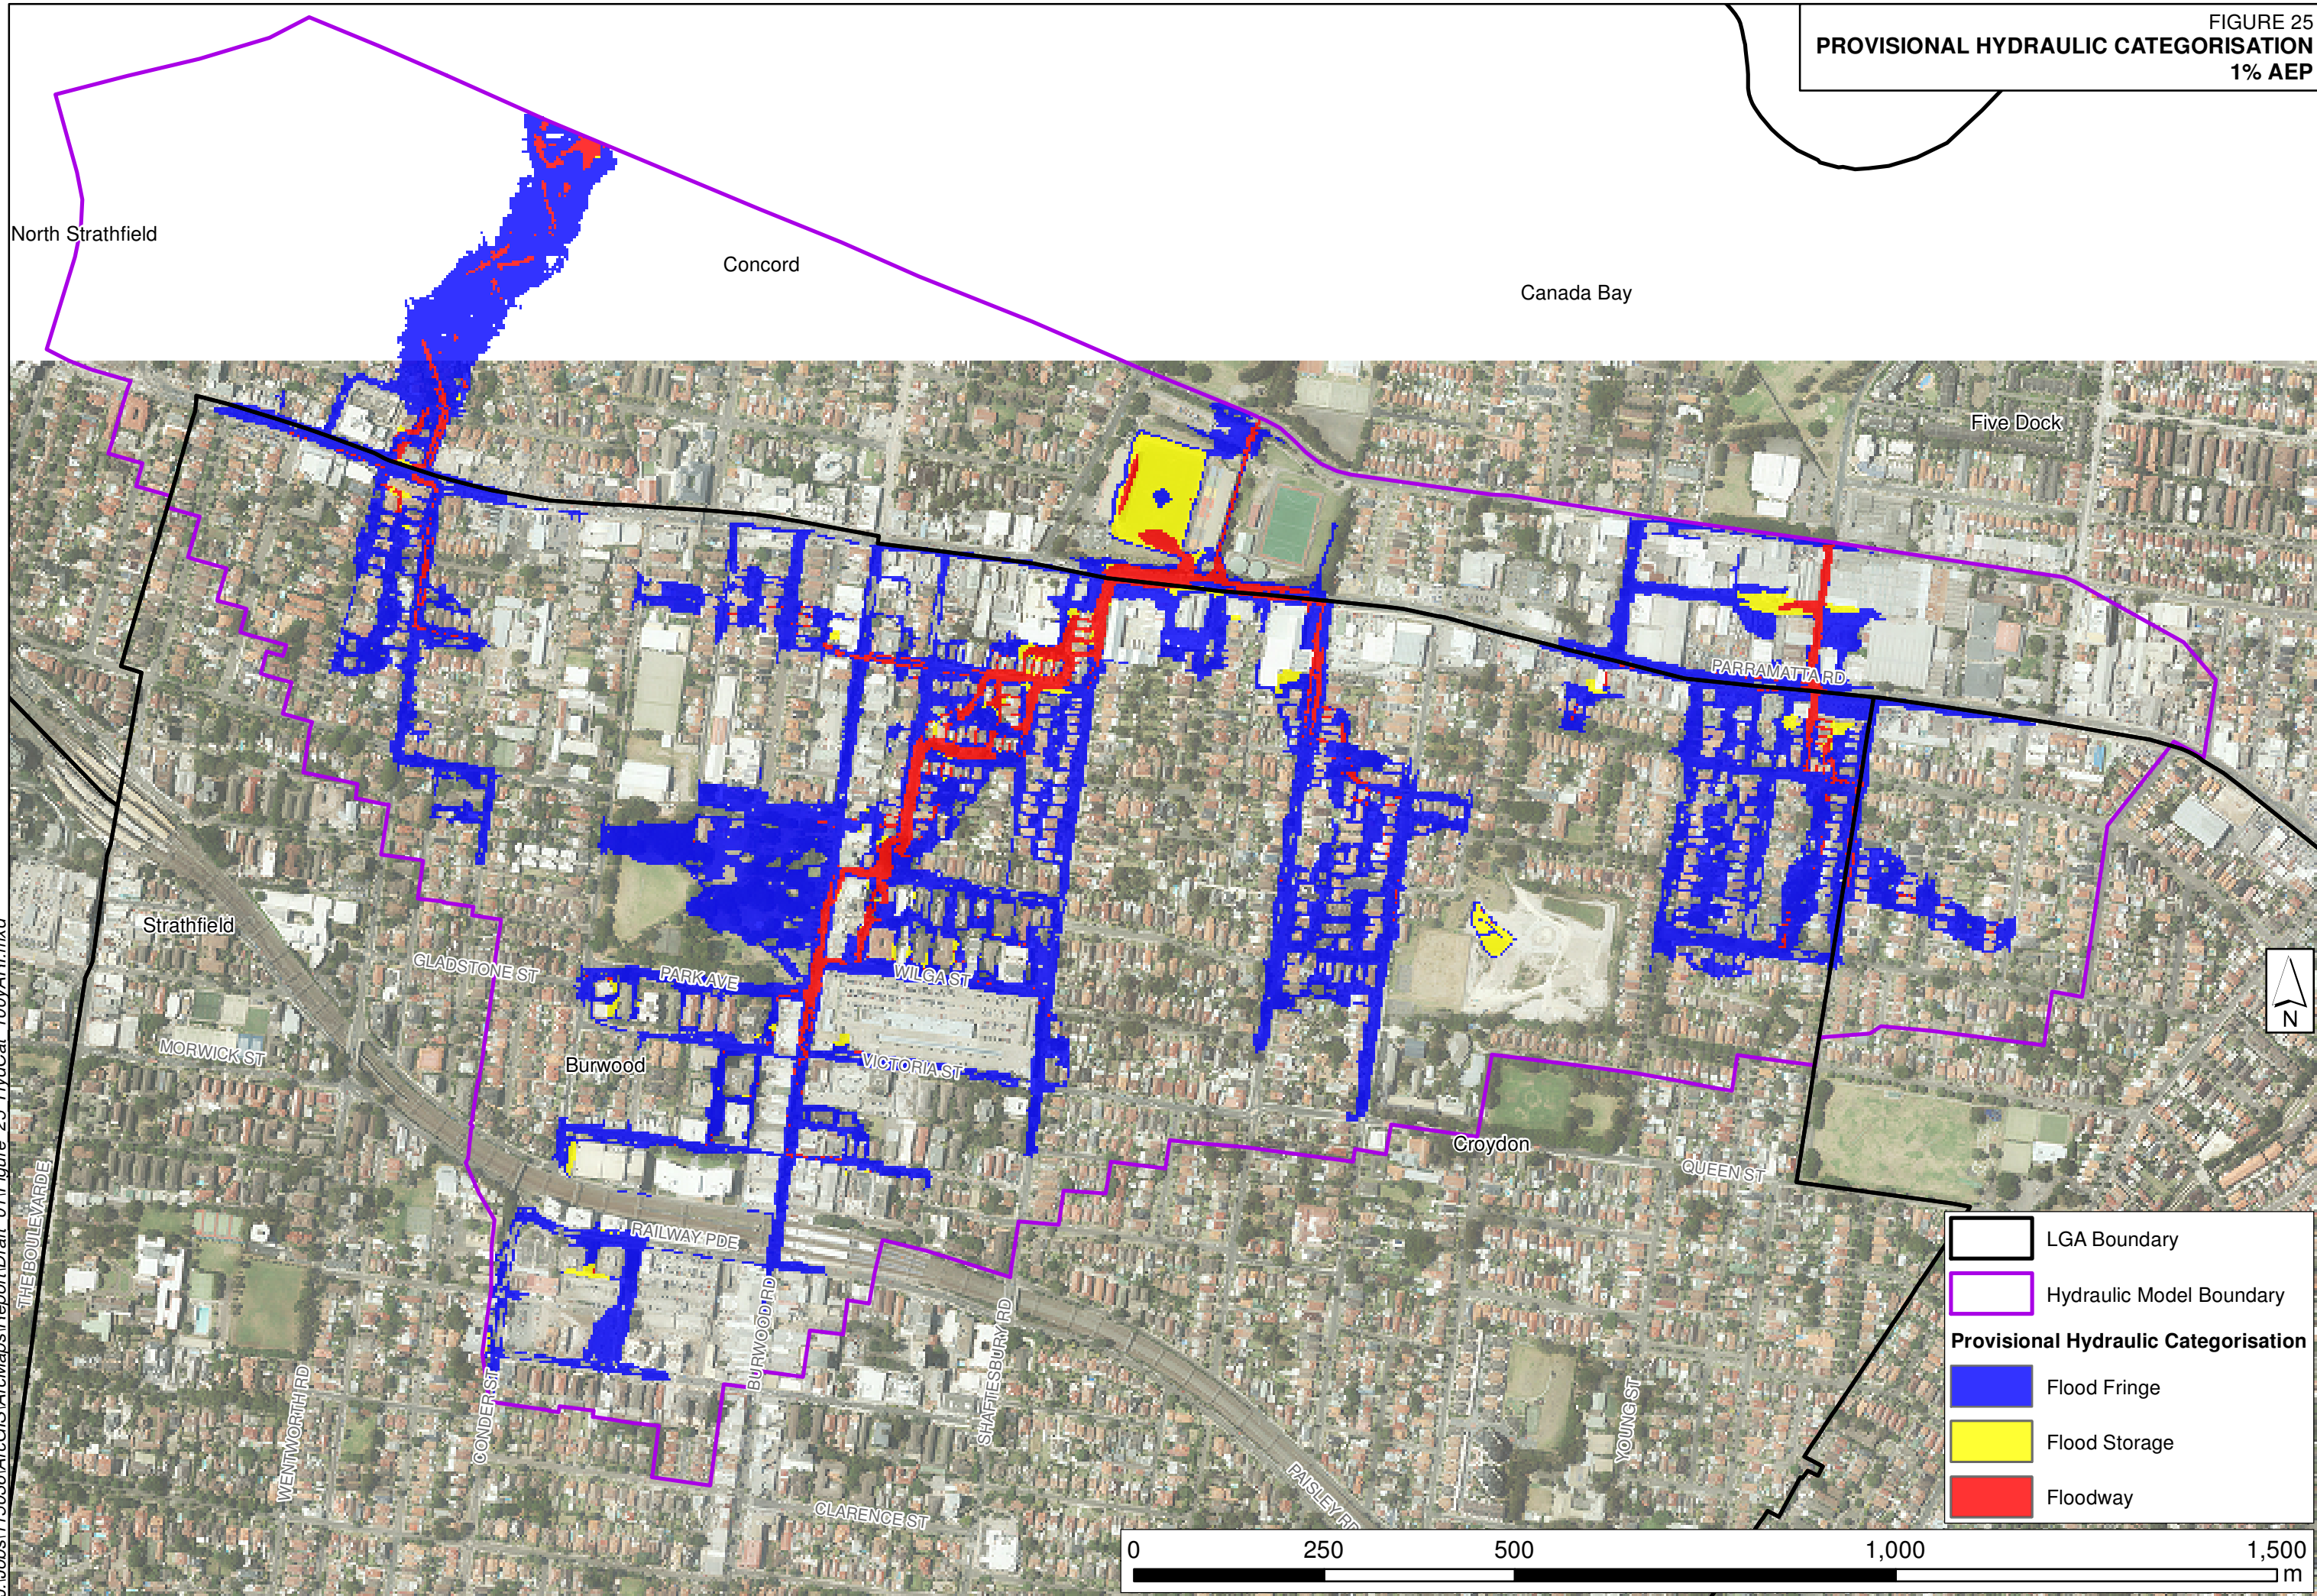 FIGURE 25
PROVISIONAL HYDRAULIC CATEGORISATION
1% AEP
North Strathfield
Concord
Canada Bay
Five Dock
PARRAMATTA RD
Strathfield
GLADSTONE ST
PARK AVE
WILGA ST
MORWICK ST
Burwood
VICTORIA ST
Croydon
QUEEN ST
THE BOULEVARDE
RAILWAY PDE
BURWOOD RD
SHAFTESBURY RD
WENTWORTH RD
CONDER ST
YOUNG ST
PAISLEY RD
CLARENCE ST
N
LGA Boundary
Hydraulic Model Boundary
Provisional Hydraulic Categorisation
Flood Fringe
Flood Storage
Floodway
0 250 500 1,000 1,500
m